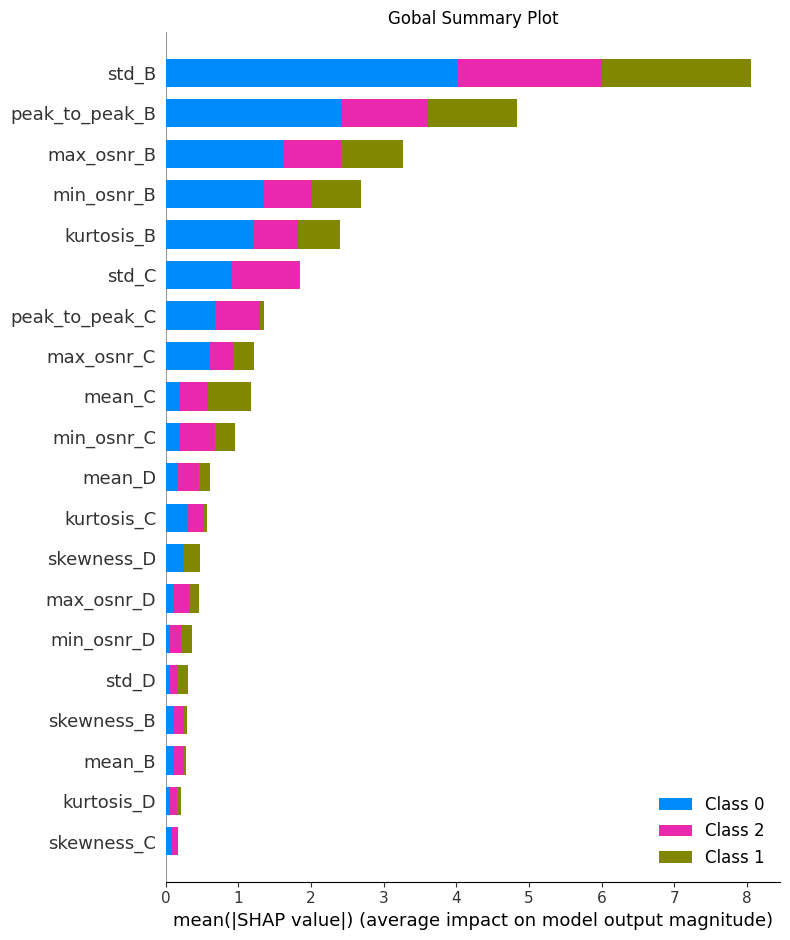 Gobal Summary Plot
std_B
peak_to_peak_B
max_osnr_B
min_osnr_B
kurtosis_B
std_C
peak_to_peak_C
max_osnr_C
mean_C
min_osnr_C
mean_D
kurtosis_C
skewness_D
max_osnr_D
min_osnr_D
std_D
skewness_B
mean_B
kurtosis_D
skewness_C
Class 0
Class 2
Class 1
0 1 2 3 4 5 6 7 8
mean(|SHAP value|) (average impact on model output magnitude)